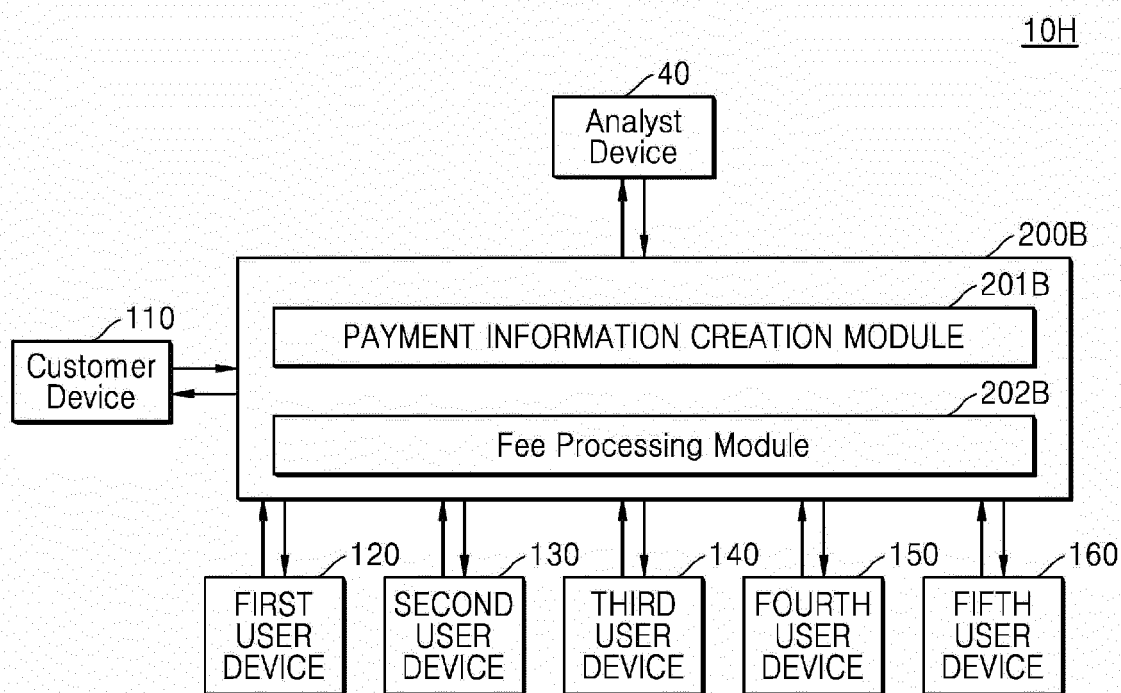 10H
40
Analyst
Device
200B
201B
PAYMENT INFORMATION CREATION MODULE
110
Customer
Device
202B
Fee Processing Module
120
130
140
150
160
FIRST
USER
DEVICE
SECOND
USER
DEVICE
THIRD
USER
DEVICE
FOURTH
USER
DEVICE
FIFTH
USER
DEVICE